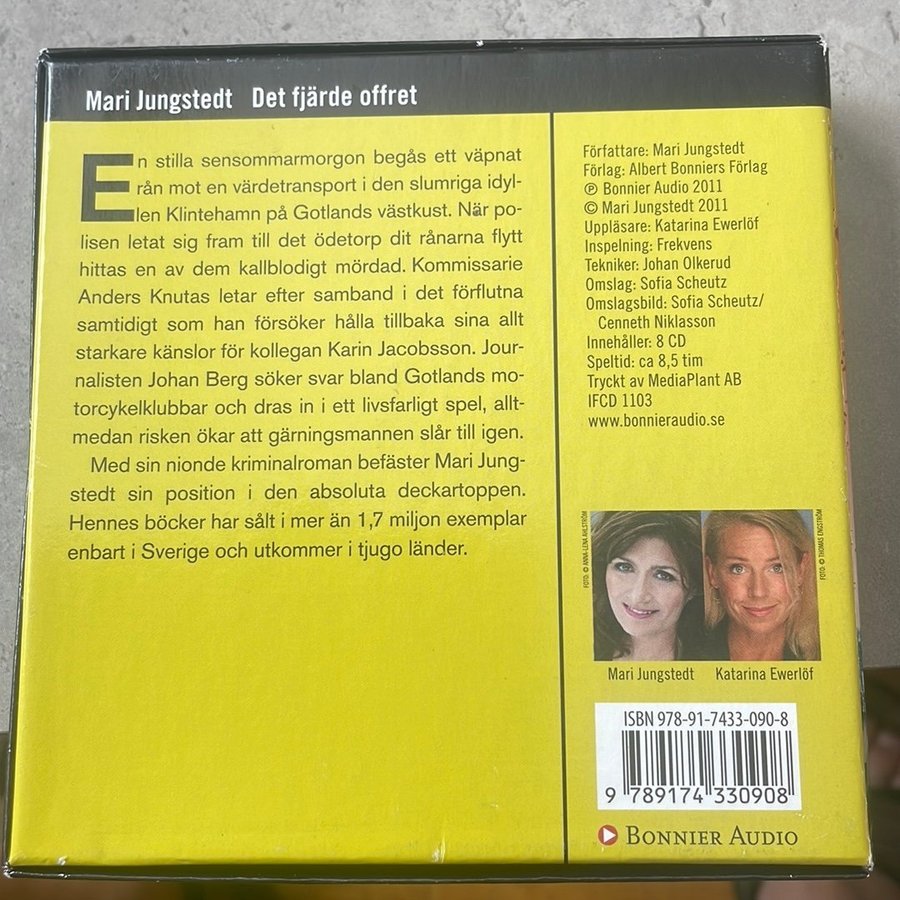 Mari Jungstedt Det fjärde offret
En stilla sensommarmorgon begås ett väpnat
rån mot en värdetransport i den slumriga idyl-
len Klintehamn på Gotlands västkust. När po-
lisen letat sig fram till det ödetorp dit rånarna flytt
hittas en av dem kallblodigt mördad. Kommissarie
Anders Knutas letar efter samband i det förflutna
samtidigt som han försöker hålla tillbaka sina allt
starkare känslor för kollegan Karin Jacobsson. Jour-
nalisten Johan Berg söker svar bland Gotlands mo-
torcykelklubbar och dras in i ett livsfarligt spel, allt-
medan risken ökar att gärningsmannen slår till igen.
Med sin nionde kriminalroman befäster Mari Jung-
stedt sin position i den absoluta deckartoppen.
Hennes böcker har sålt i mer än 1,7 miljon exemplar
enbart i Sverige och utkommer i tjugo länder.
Författare: Mari Jungstedt
Förlag: Albert Bonniers Förlag
℗ Bonnier Audio 2011
© Mari Jungstedt 2011
Uppläsare: Katarina Ewerlöf
Inspelning: Frekvens
Tekniker: Johan Olkerud
Omslag: Sofia Scheutz
Omslagsbild: Sofia Scheutz/
Cenneth Niklasson
Innehåller: 8 CD
Speltid: ca 8,5 tim
Tryckt av MediaPlant AB
IFCD 1103
www.bonnieraudio.se
FOTO: © ANNA-LENA AHLSTRÖM
FOTO: © THOMAS ENGSTRÖM
Mari Jungstedt Katarina Ewerlöf
ISBN 978-91-7433-090-8
9 789174 330908
BONNIER AUDIO